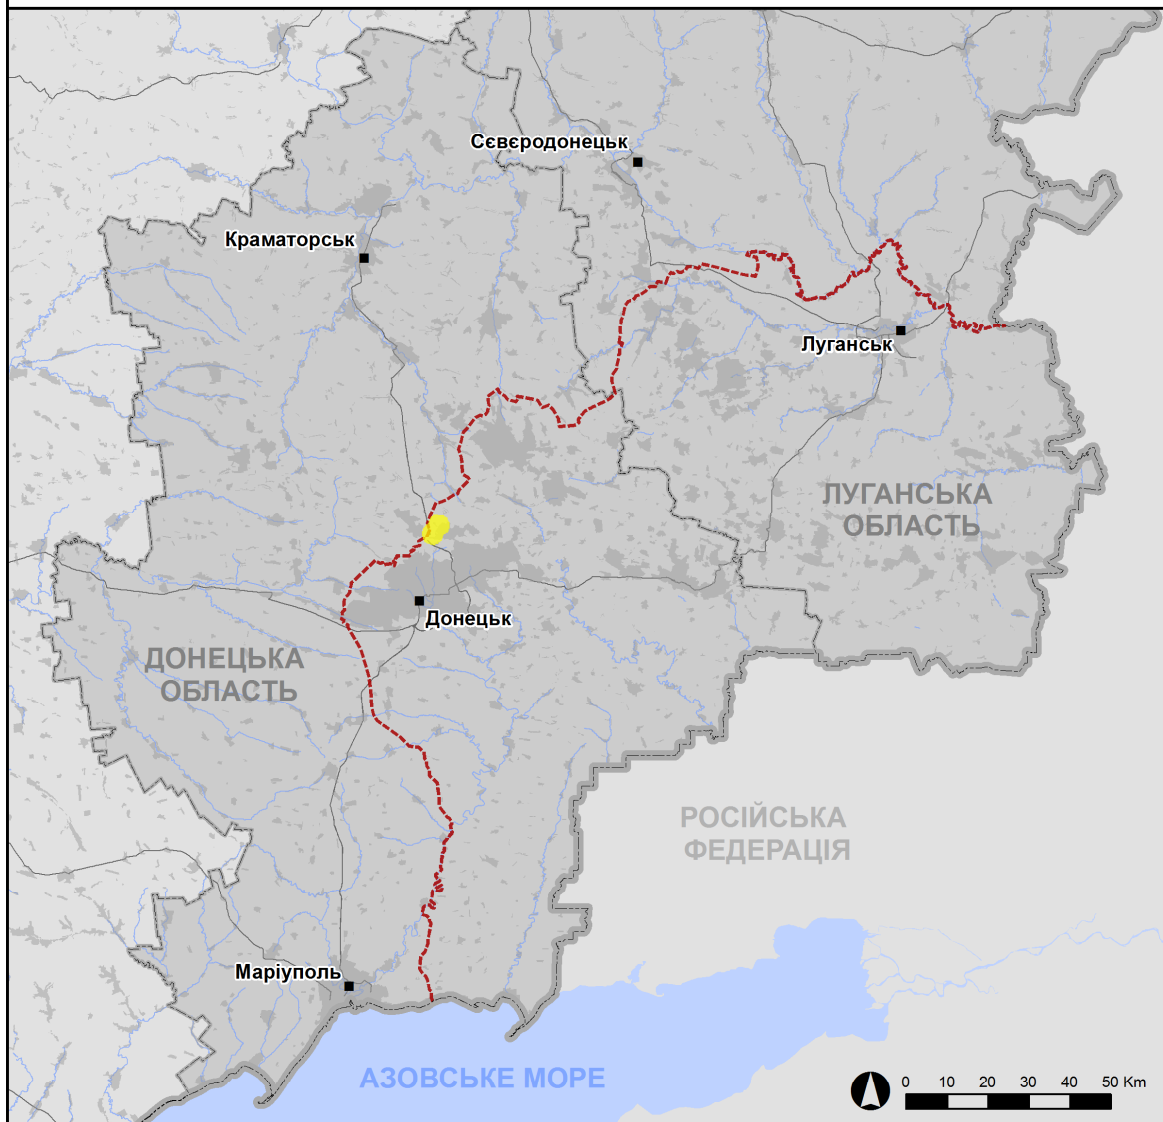 Сєвєродонецьк
Краматорськ
Луганськ
ЛУГАНСЬКА
ОБЛАСТЬ
Донецьк
ДОНЕЦЬКА
ОБЛАСТЬ
РОСІЙСЬКА
ФЕДЕРАЦІЯ
Маріуполь
АЗОВСЬКЕ МОРЕ
0 10 20 30 40 50 Km